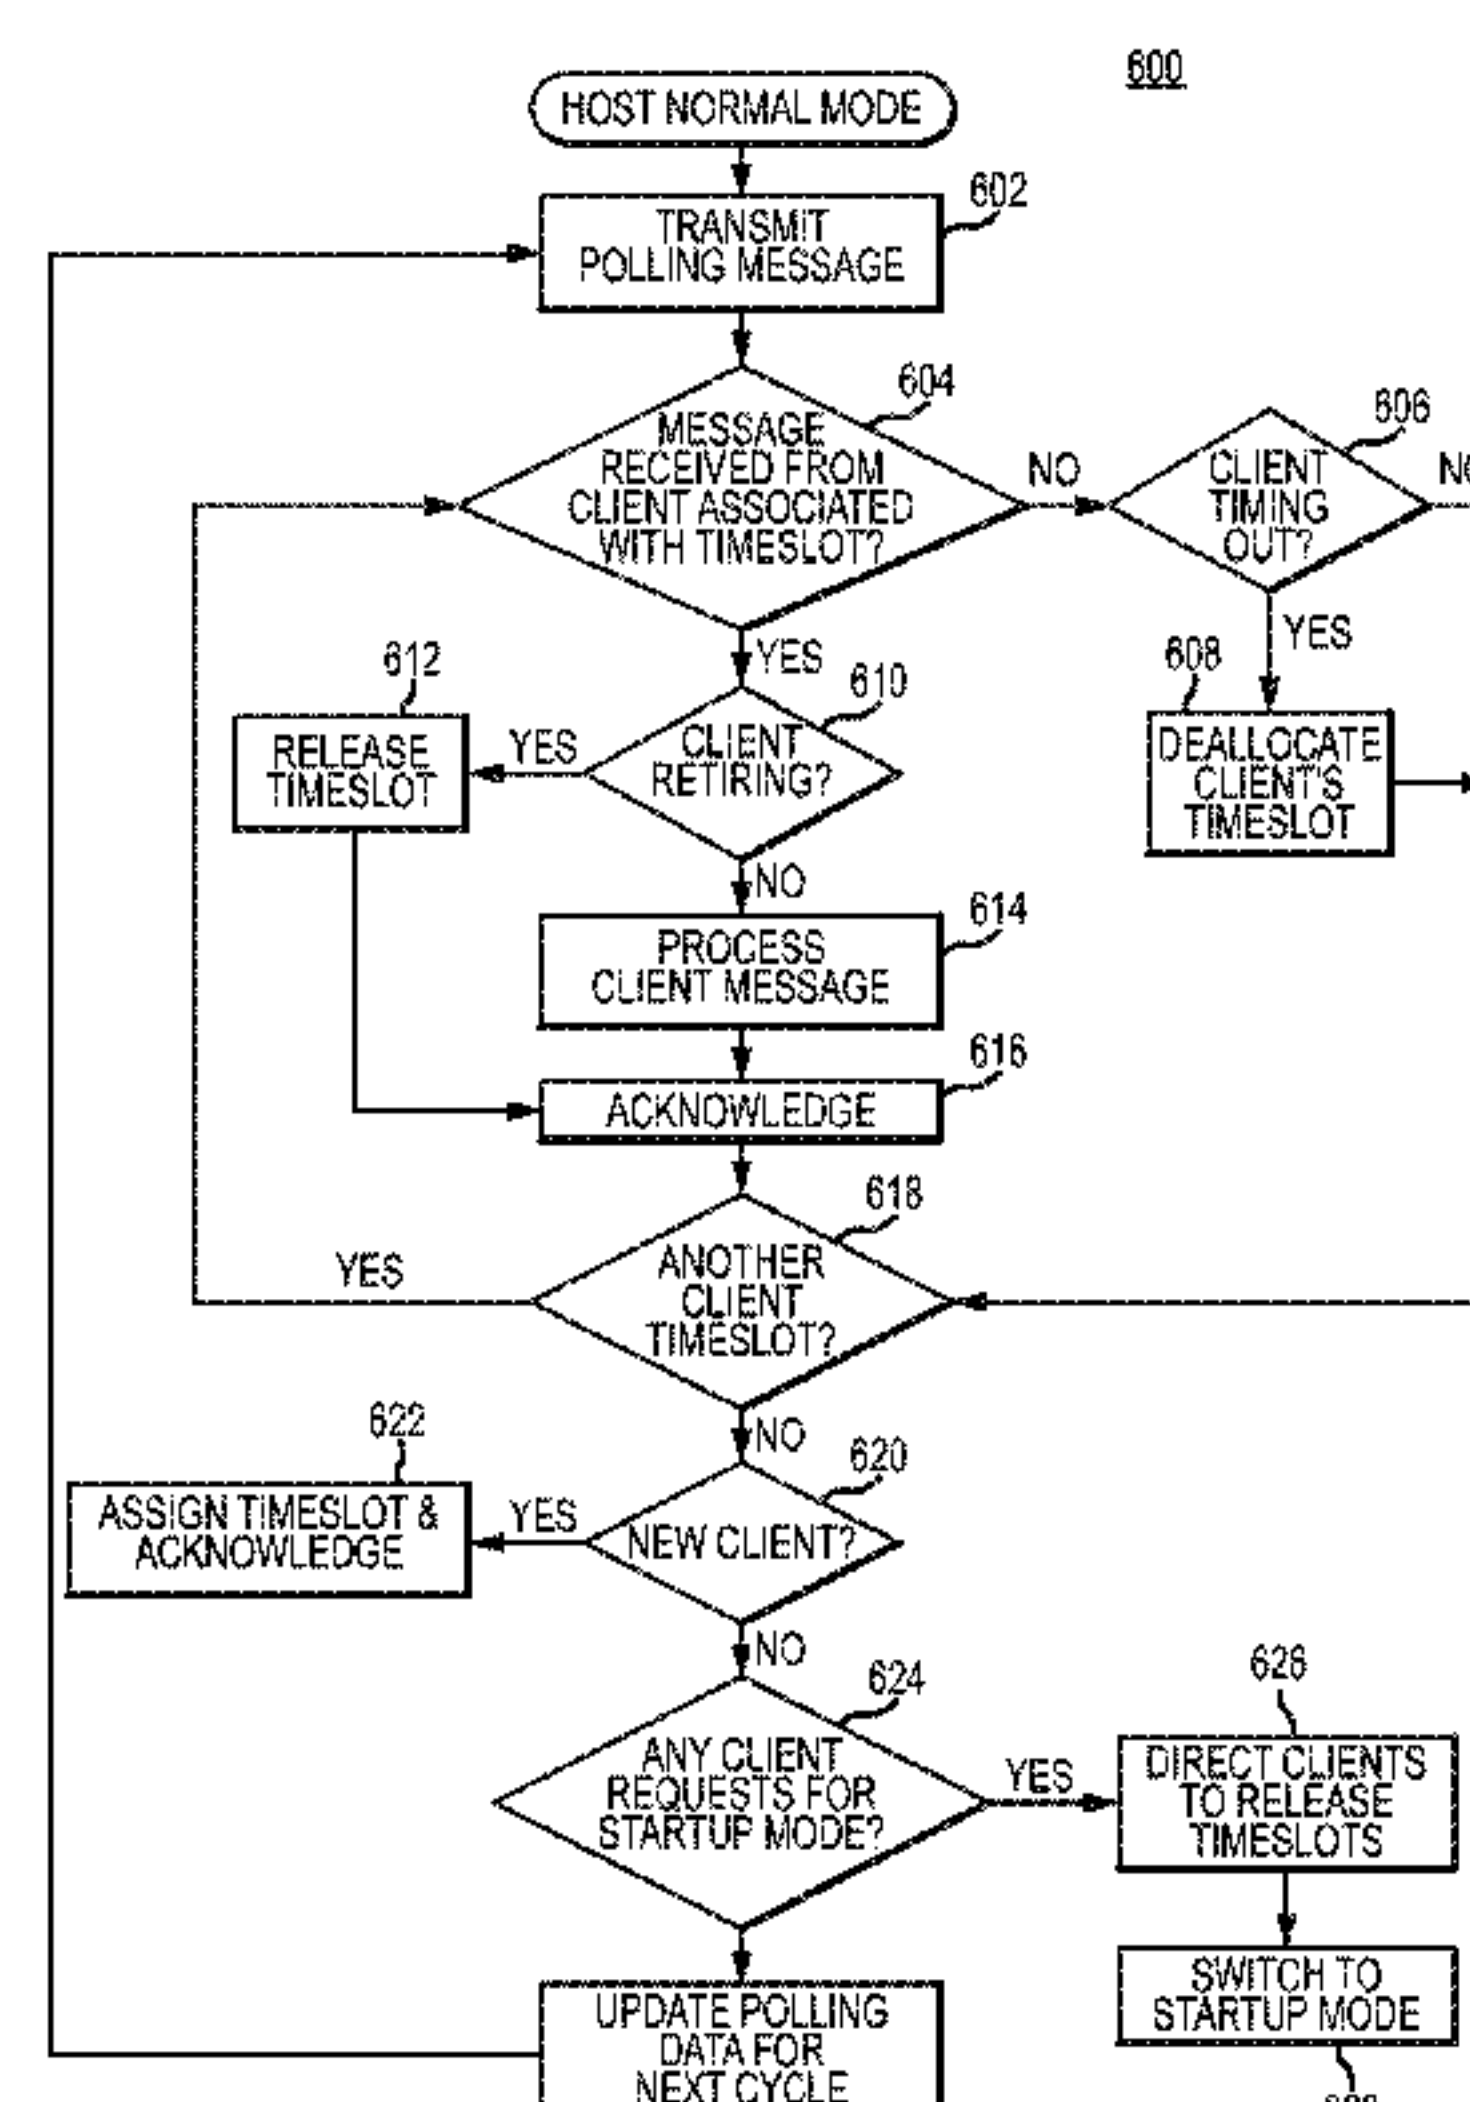 600
HOST NORMAL MODE
602
TRANSMIT
POLLING MESSAGE
604
MESSAGE
RECEIVED FROM
CLIENT ASSOCIATED
WITH TIMESLOT?
NO
606
CLIENT
TIMING
OUT?
YES
YES
608
DEALLOCATE
CLIENT'S
TIMESLOT
610
CLIENT
RETIRING?
YES
612
RELEASE
TIMESLOT
NO
614
PROCESS
CLIENT MESSAGE
616
ACKNOWLEDGE
618
ANOTHER
CLIENT
TIMESLOT?
YES
NO
620
NEW CLIENT?
YES
622
ASSIGN TIMESLOT &
ACKNOWLEDGE
NO
624
ANY CLIENT
REQUESTS FOR
STARTUP MODE?
YES
626
DIRECT CLIENTS
TO RELEASE
TIMESLOTS
SWITCH TO
STARTUP MODE
UPDATE POLLING
DATA FOR
NEXT CYCLE